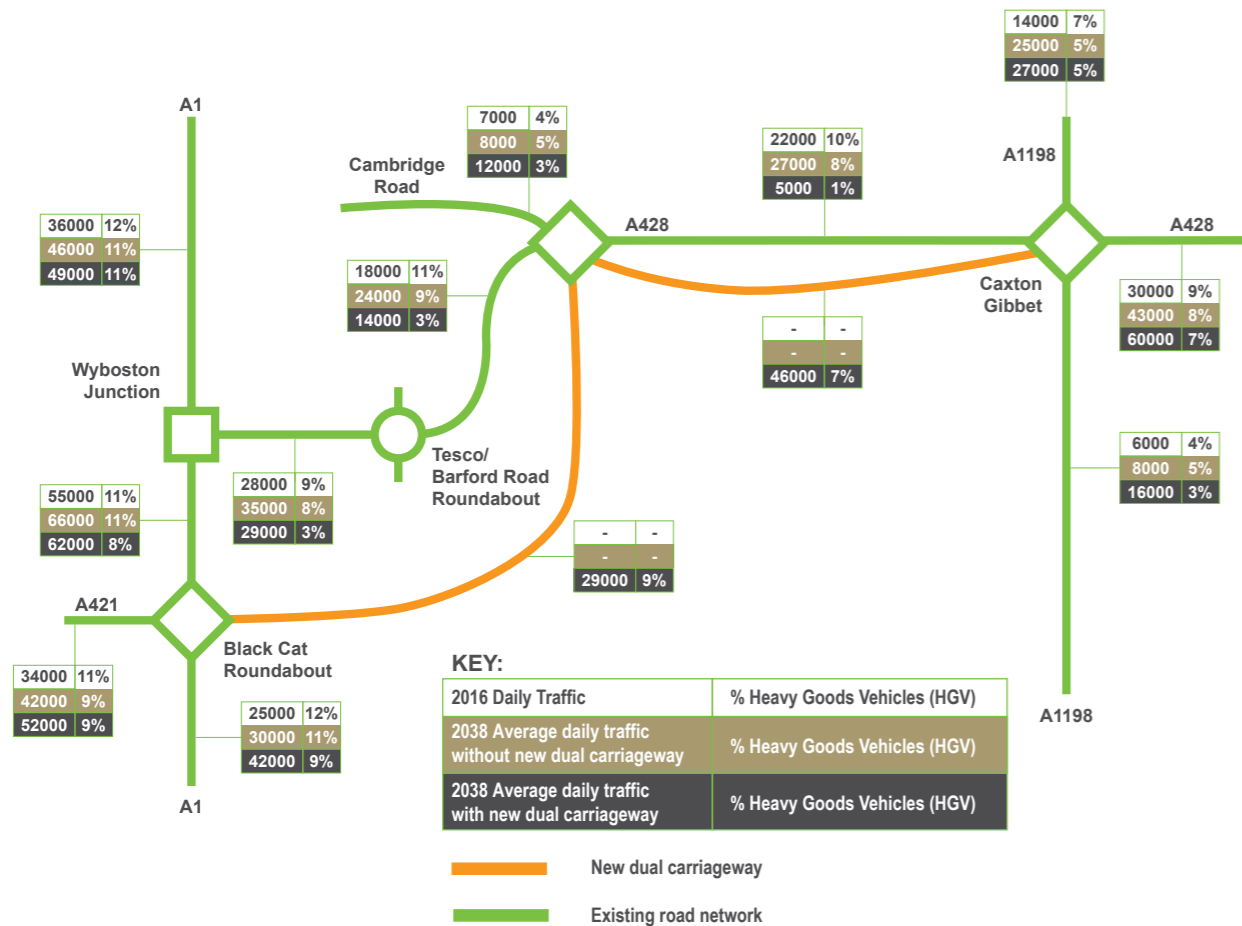 14000 7%
25000 5%
27000 5%
A1
7000 4%
8000 5%
12000 3%
22000 10%
27000 8%
5000 1%
A1198
Cambridge
Road
36000 12%
46000 11%
49000 11%
A428
A428
18000 11%
24000 9%
14000 3%
Caxton
Gibbet
30000 9%
43000 8%
60000 7%
- -
- -
46000 7%
Wyboston
Junction
Tesco/
Barford Road
Roundabout
6000 4%
8000 5%
16000 3%
28000 9%
35000 8%
29000 3%
55000 11%
66000 11%
62000 8%
- -
- -
29000 9%
A421
Black Cat
Roundabout
34000 11%
42000 9%
52000 9%
25000 12%
30000 11%
42000 9%
A1
A1198
KEY:
2016 Daily Traffic % Heavy Goods Vehicles (HGV)
2038 Average daily traffic
without new dual carriageway % Heavy Goods Vehicles (HGV)
2038 Average daily traffic
with new dual carriageway % Heavy Goods Vehicles (HGV)
New dual carriageway
Existing road network